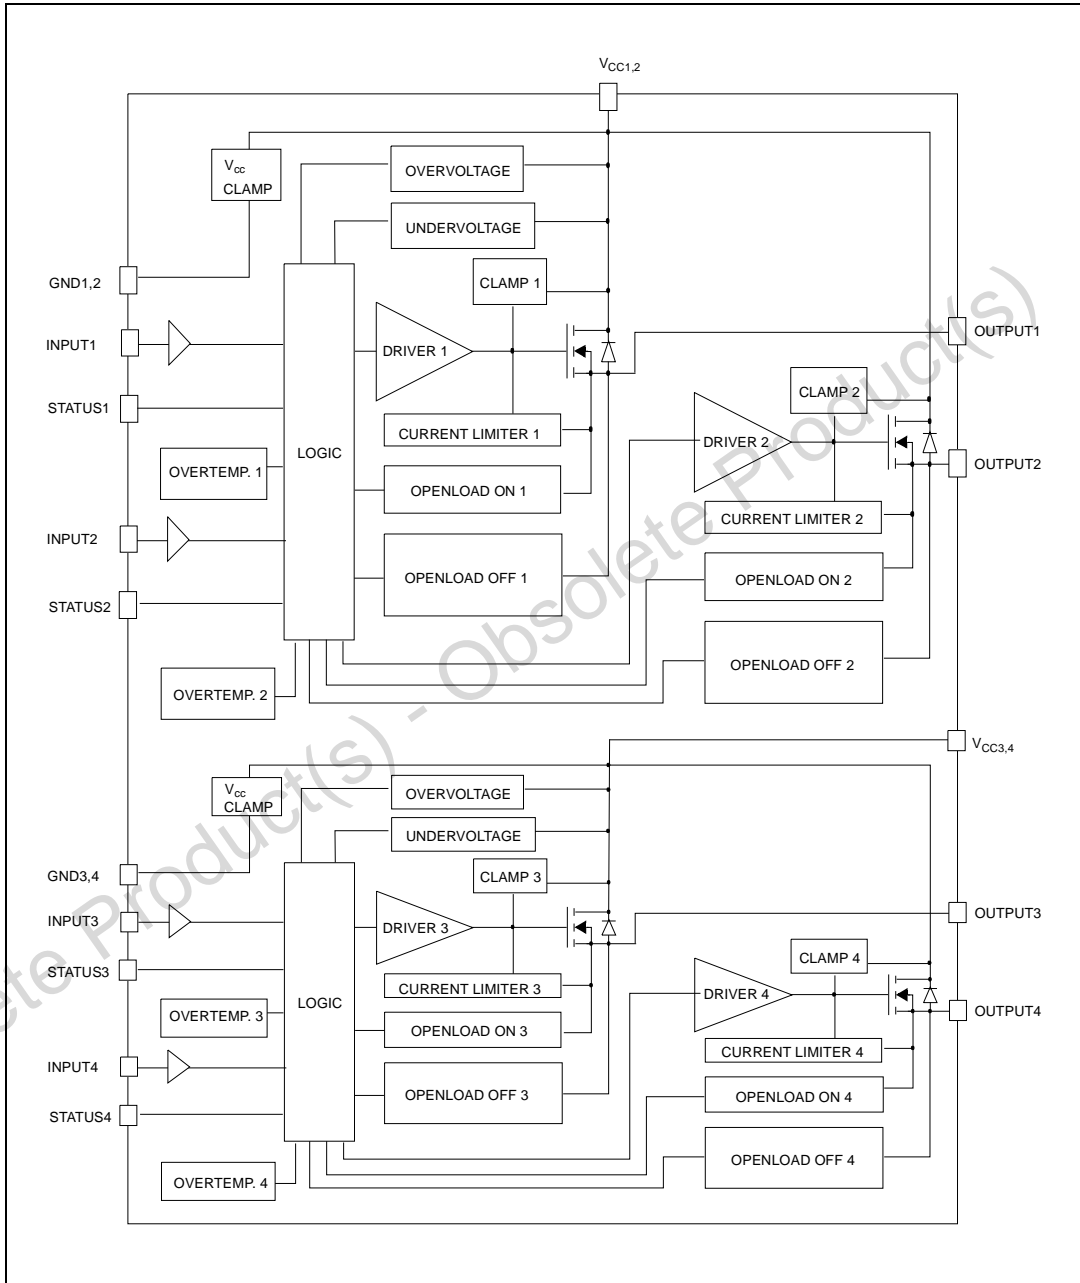 VCC1,2
Vcc
CLAMP
OVERVOLTAGE
UNDERVOLTAGE
GND1,2
CLAMP 1
INPUT1
DRIVER 1
OUTPUT1
STATUS1
CLAMP 2
CURRENT LIMITER 1
DRIVER 2
LOGIC
OVERTEMP. 1
OUTPUT2
OPENLOAD ON 1
CURRENT LIMITER 2
INPUT2
OPENLOAD OFF 1
OPENLOAD ON 2
STATUS2
OPENLOAD OFF 2
OVERTEMP. 2
VCC3,4
Vcc
CLAMP
OVERVOLTAGE
UNDERVOLTAGE
GND3,4
CLAMP 3
INPUT3
DRIVER 3
OUTPUT3
STATUS3
CLAMP 4
CURRENT LIMITER 3
DRIVER 4
LOGIC
OVERTEMP. 3
OUTPUT4
OPENLOAD ON 3
CURRENT LIMITER 4
INPUT4
OPENLOAD OFF 3
OPENLOAD ON 4
STATUS4
OPENLOAD OFF 4
OVERTEMP. 4
ete Product(s) - Obsolete Product(s)